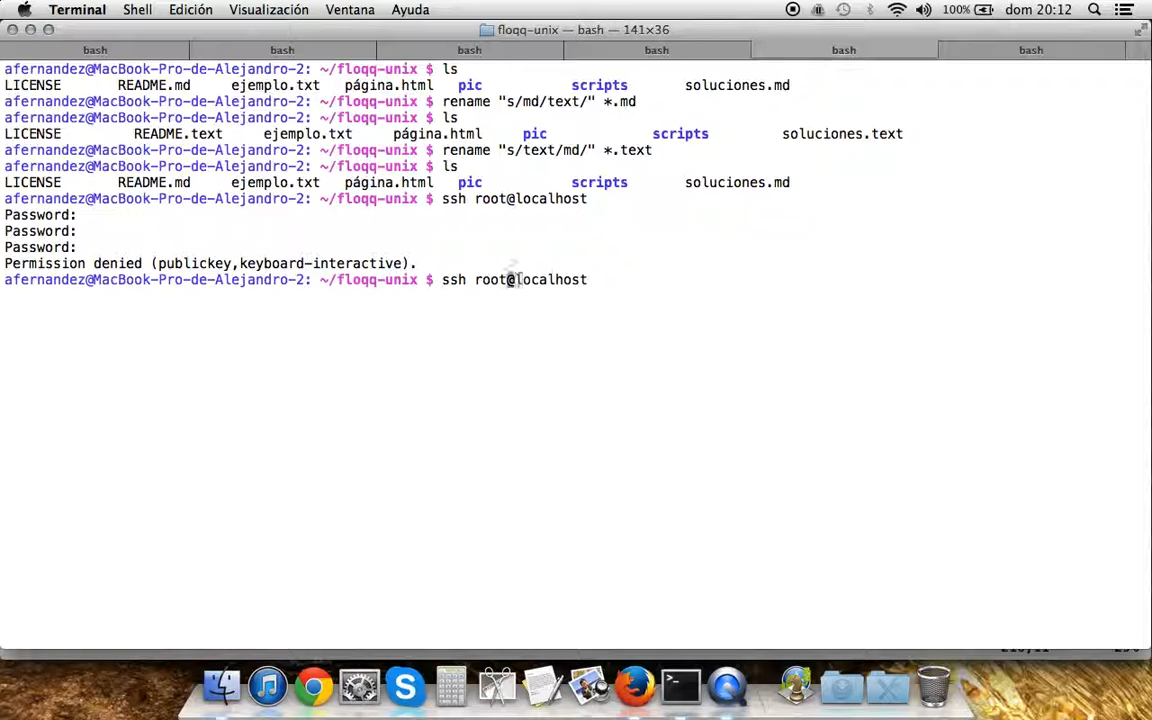 Terminal Shell Edición Visualización Ventana Ayuda 100% dom 20:12
floqq-unix — bash — 141×36
bash bash bash bash bash bash
afernandez@MacBook-Pro-de-Alejandro-2: ~/floqq-unix $ ls
LICENSE README.md ejemplo.txt página.html pic scripts soluciones.md
afernandez@MacBook-Pro-de-Alejandro-2: ~/floqq-unix $ rename "s/md/text/" *.md
afernandez@MacBook-Pro-de-Alejandro-2: ~/floqq-unix $ ls
LICENSE README.text ejemplo.txt página.html pic scripts soluciones.text
afernandez@MacBook-Pro-de-Alejandro-2: ~/floqq-unix $ rename "s/text/md/" *.text
afernandez@MacBook-Pro-de-Alejandro-2: ~/floqq-unix $ ls
LICENSE README.md ejemplo.txt página.html pic scripts soluciones.md
afernandez@MacBook-Pro-de-Alejandro-2: ~/floqq-unix $ ssh root@localhost
Password:
Password:
Password:
Permission denied (publickey,keyboard-interactive).
afernandez@MacBook-Pro-de-Alejandro-2: ~/floqq-unix $ ssh root@localhost